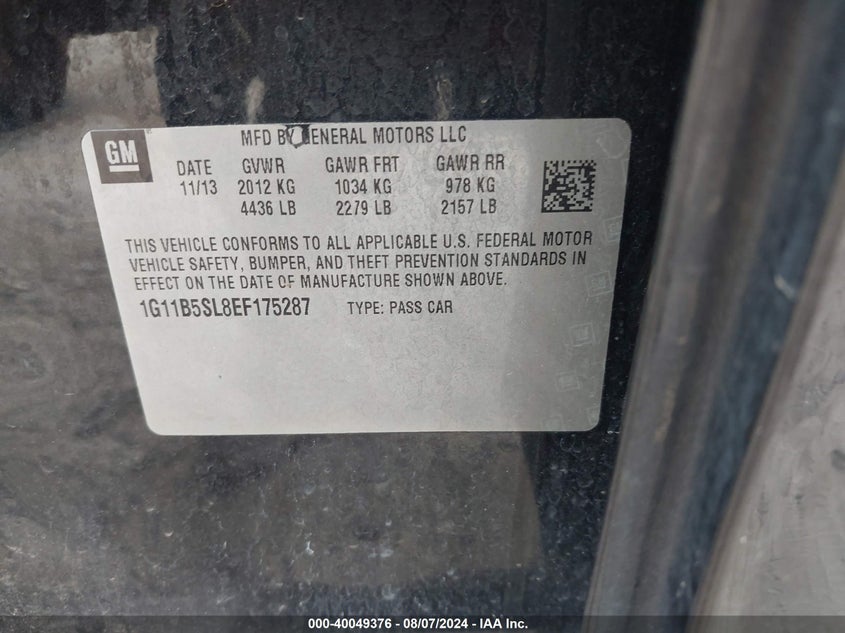 GM
MFD BY GENERAL MOTORS LLC
DATE GVWR GAWR FRT GAWR RR
11/13 2012 KG 1034 KG 978 KG
4436 LB 2279 LB 2157 LB
THIS VEHICLE CONFORMS TO ALL APPLICABLE U.S. FEDERAL MOTOR
VEHICLE SAFETY, BUMPER, AND THEFT PREVENTION STANDARDS IN
EFFECT ON THE DATE OF MANUFACTURE SHOWN ABOVE.
1G11B5SL8EF175287 TYPE: PASS CAR
000-40049376 - 08/07/2024 - IAA Inc.